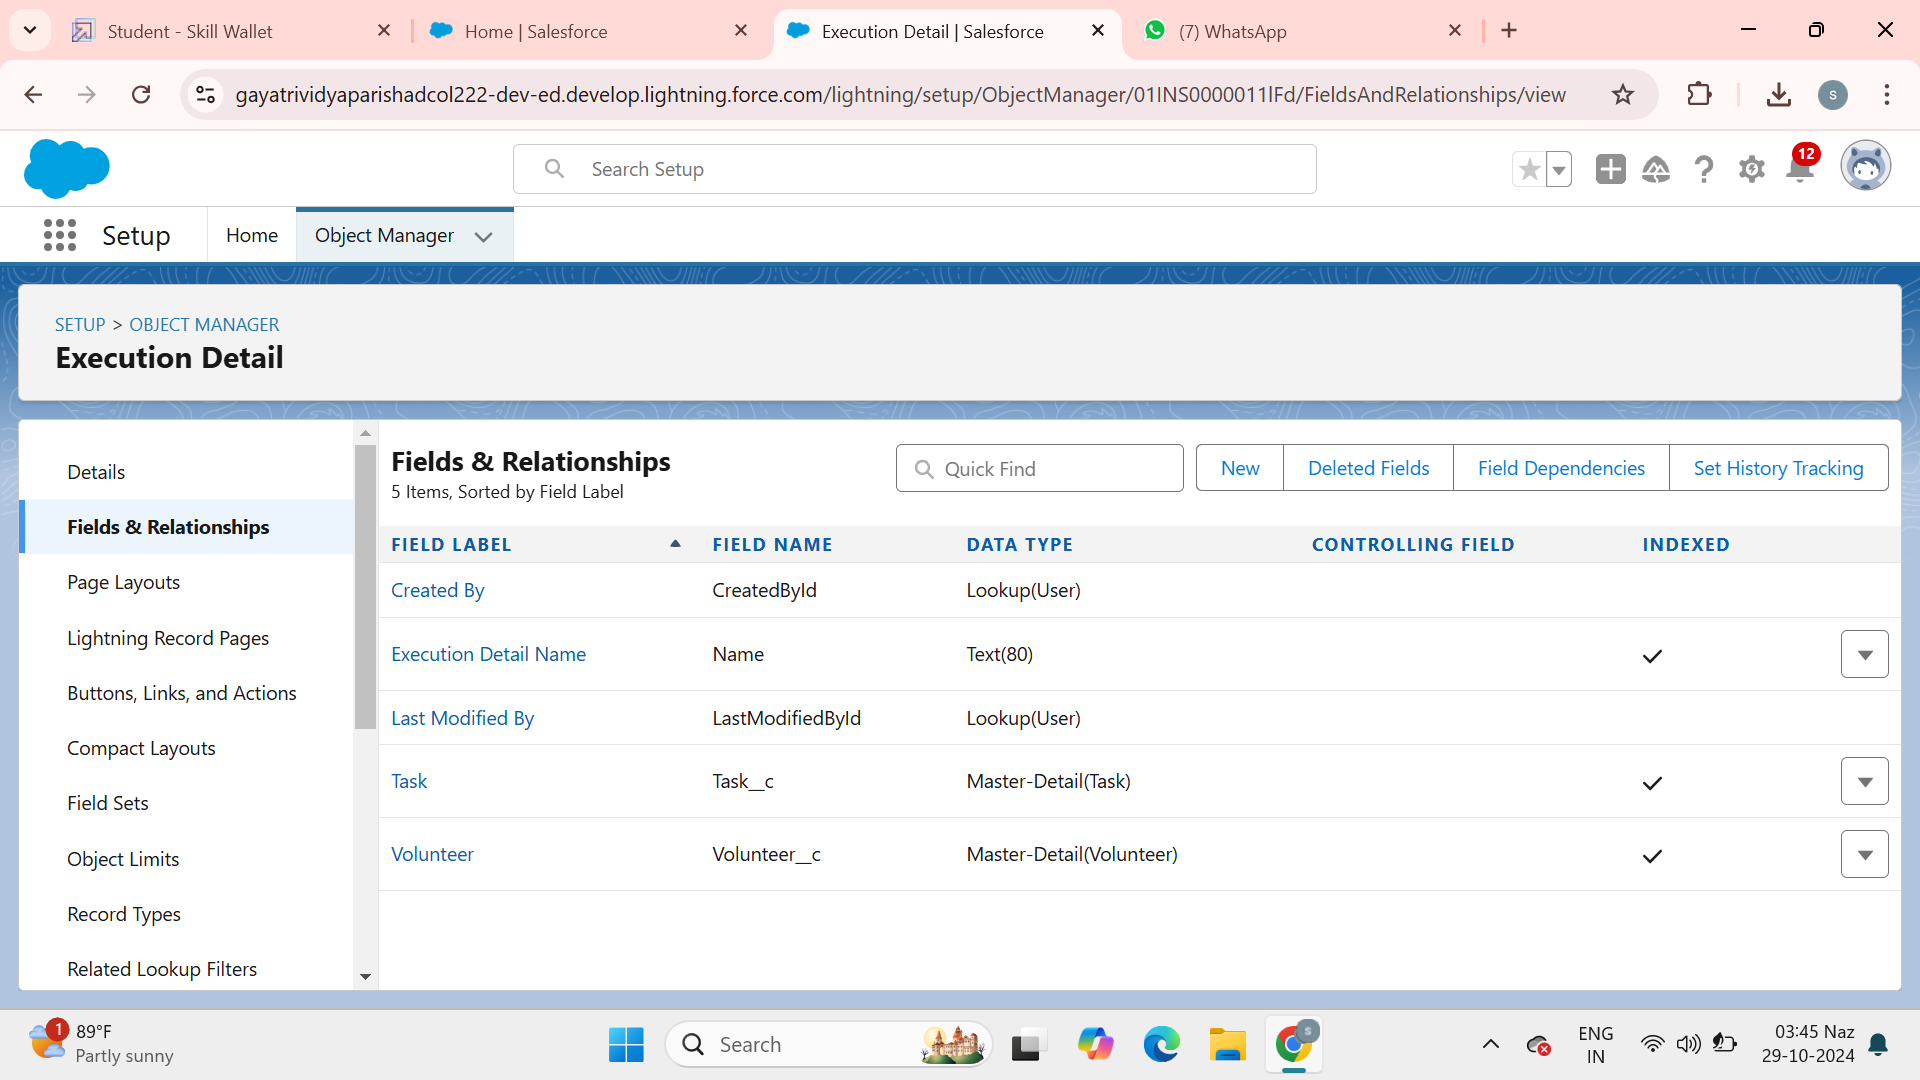 Student - Skill Wallet
Home | Salesforce
Execution Detail | Salesforce
(7) WhatsApp
gayatrividyaparishadcol222-dev-ed.develop.lightning.force.com/lightning/setup/ObjectManager/01INS0000011lFd/FieldsAndRelationships/view
s
Search Setup
12
Setup
Home
Object Manager
SETUP > OBJECT MANAGER
Execution Detail
Details
Fields & Relationships
Page Layouts
Lightning Record Pages
Buttons, Links, and Actions
Compact Layouts
Field Sets
Object Limits
Record Types
Related Lookup Filters
Fields & Relationships
5 Items, Sorted by Field Label
Quick Find
New
Deleted Fields
Field Dependencies
Set History Tracking
FIELD LABEL FIELD NAME DATA TYPE CONTROLLING FIELD INDEXED
Created By CreatedById Lookup(User)
Execution Detail Name Name Text(80)
Last Modified By LastModifiedById Lookup(User)
Task Task__c Master-Detail(Task)
Volunteer Volunteer__c Master-Detail(Volunteer)
1
89°F
Partly sunny
Search
s
ENG
IN
03:45 Naz
29-10-2024